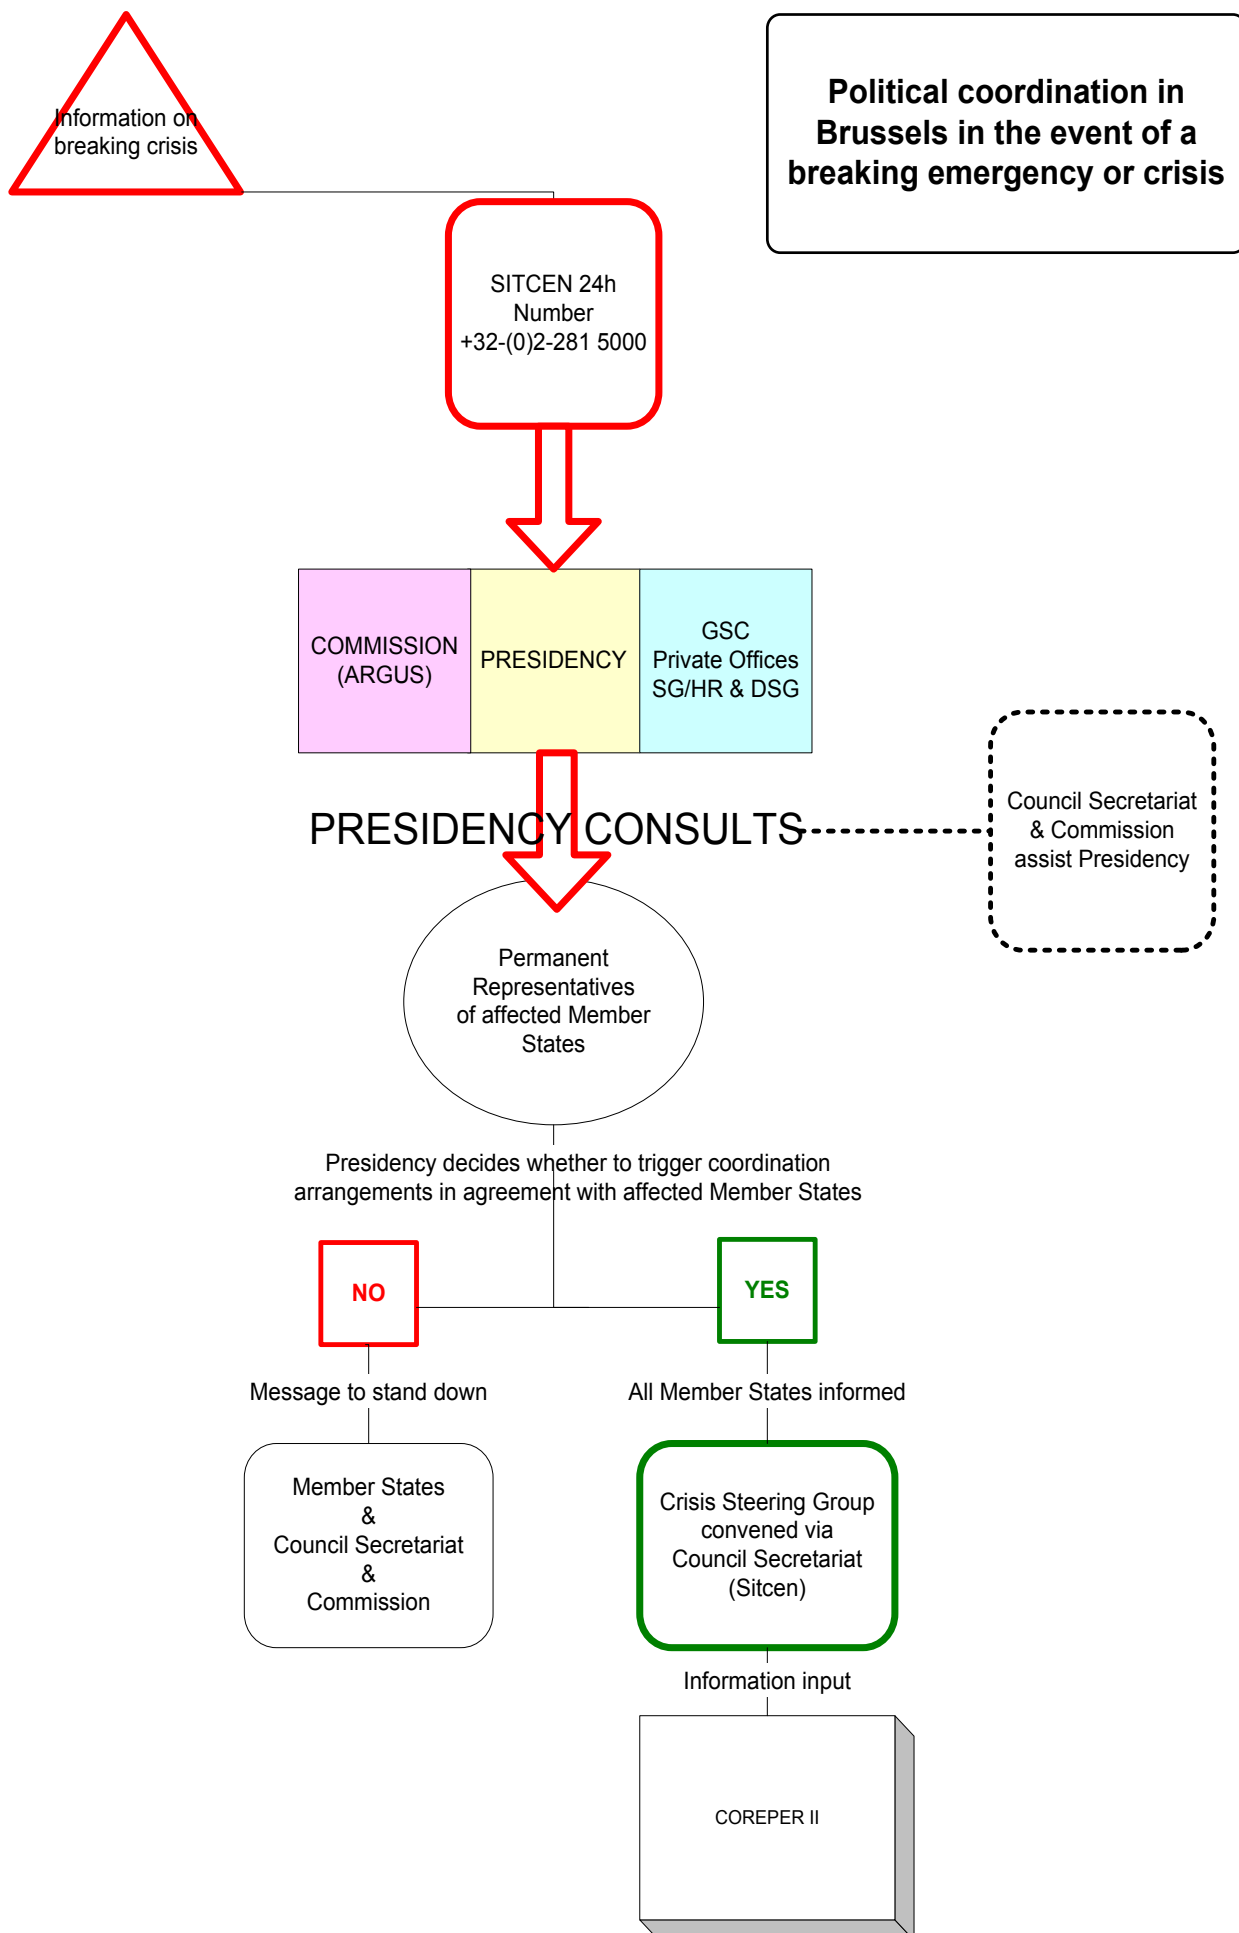 Information on
breaking crisis
Political coordination in
Brussels in the event of a
breaking emergency or crisis
SITCEN 24h
Number
+32-(0)2-281 5000
COMMISSION
(ARGUS)
PRESIDENCY
GSC
Private Offices
SG/HR & DSG
PRESIDENCY CONSULTS
Council Secretariat
& Commission
assist Presidency
Permanent
Representatives
of affected Member
States
Presidency decides whether to trigger coordination
arrangements in agreement with affected Member States
NO
YES
Message to stand down
All Member States informed
Member States
&
Council Secretariat
&
Commission
Crisis Steering Group
convened via
Council Secretariat
(Sitcen)
Information input
COREPER II